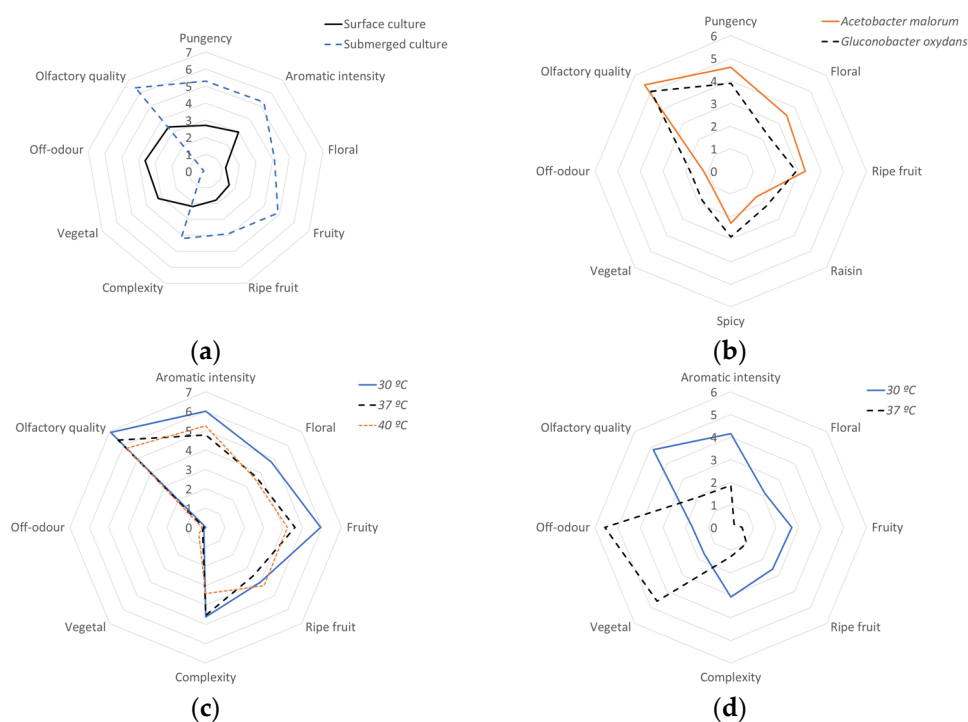 Surface culture
Submerged culture
Pungency
Aromatic intensity
Floral
Fruity
Ripe fruit
Complexity
Vegetal
Off-odour
Olfactory quality
7
6
5
4
3
2
1
0
(a)
Acetobacter malorum
Gluconobacter oxydans
Pungency
Floral
Ripe fruit
Raisin
Spicy
Vegetal
Off-odour
Olfactory quality
6
5
4
3
2
1
0
(b)
30 ºC
37 ºC
40 ºC
Aromatic intensity
Floral
Fruity
Ripe fruit
Complexity
Vegetal
Off-odour
Olfactory quality
7
6
5
4
3
2
1
0
(c)
30 ºC
37 ºC
Aromatic intensity
Floral
Fruity
Ripe fruit
Complexity
Vegetal
Off-odour
Olfactory quality
6
5
4
3
2
1
0
(d)